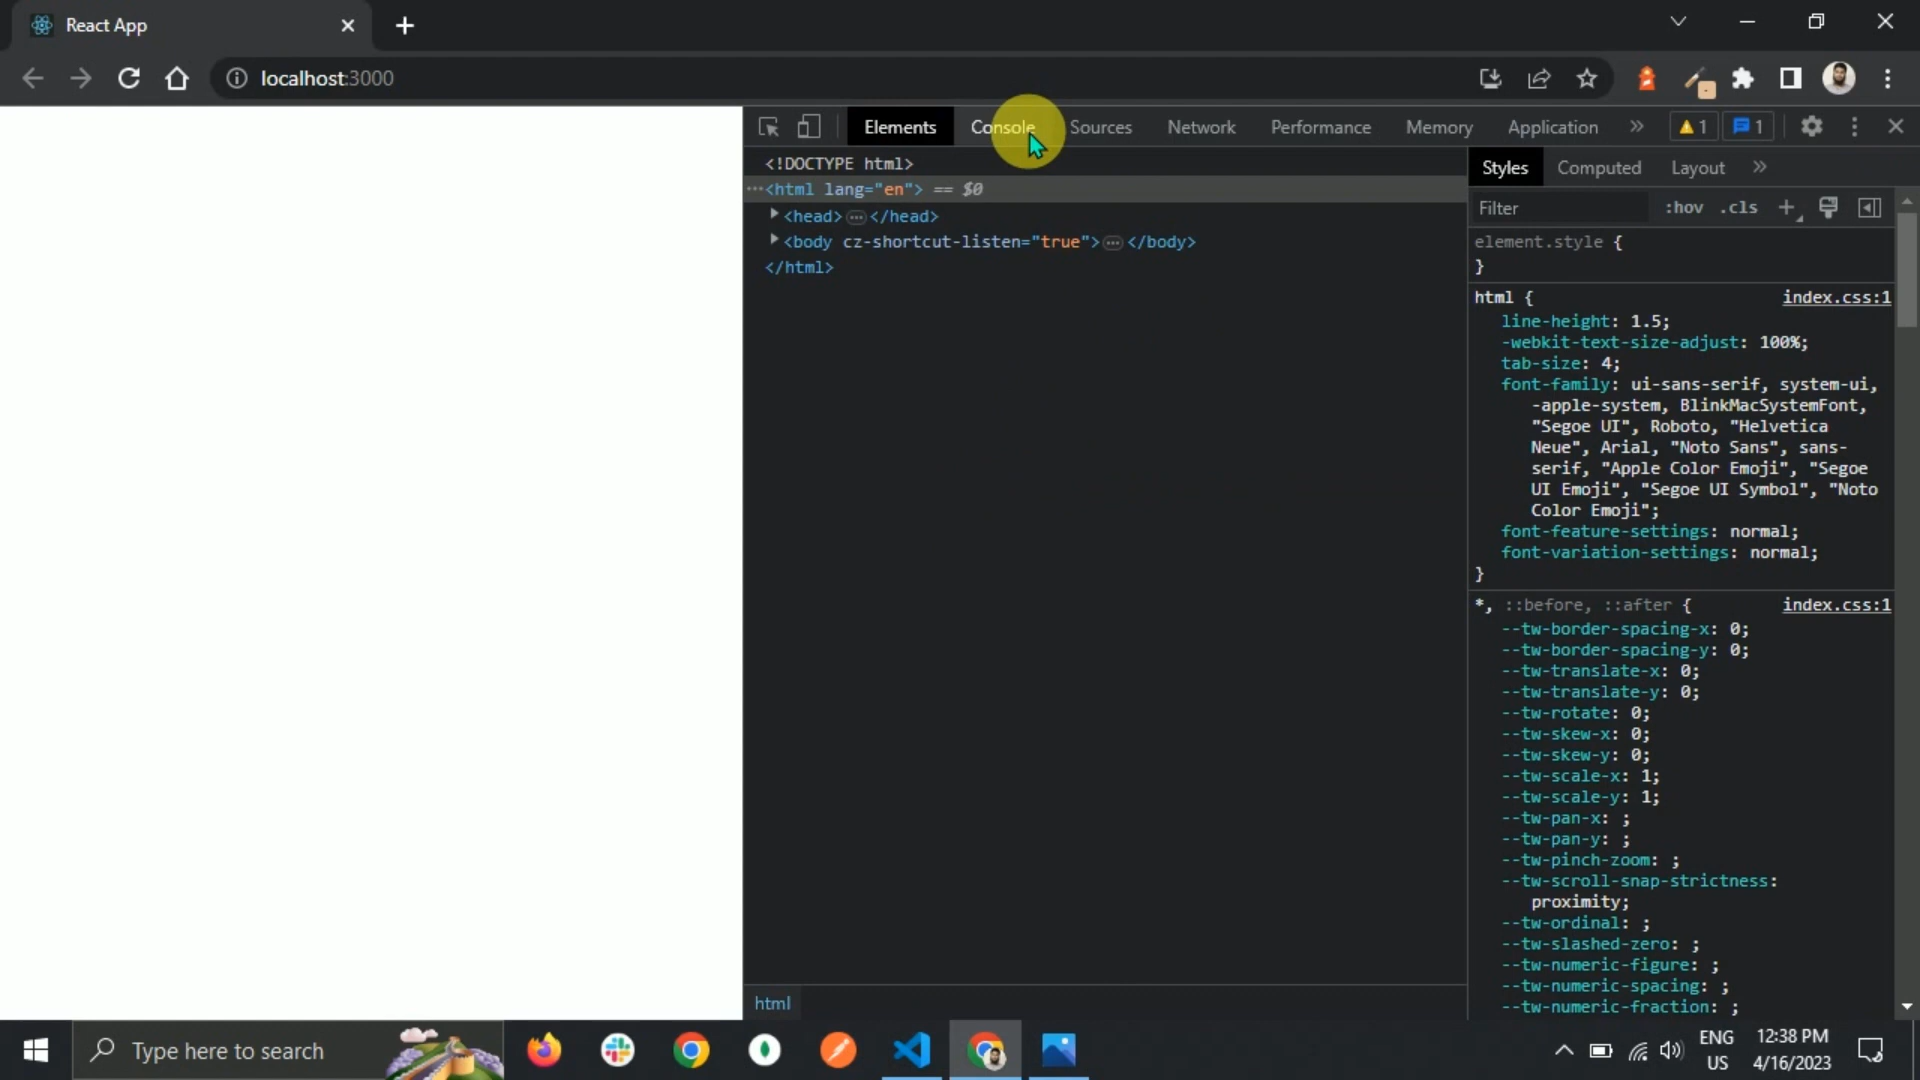 React App
localhost:3000
Elements Console Sources Network Performance Memory Application 1 1
<!DOCTYPE html>
<html lang="en"> == $0
<head>…</head>
<body cz-shortcut-listen="true">…</body>
</html>
html
Styles Computed Layout
Filter :hov .cls
element.style {
}
html { index.css:1
line-height: 1.5;
-webkit-text-size-adjust: 100%;
tab-size: 4;
font-family: ui-sans-serif, system-ui,
-apple-system, BlinkMacSystemFont,
"Segoe UI", Roboto, "Helvetica
Neue", Arial, "Noto Sans", sans-
serif, "Apple Color Emoji", "Segoe
UI Emoji", "Segoe UI Symbol", "Noto
Color Emoji";
font-feature-settings: normal;
font-variation-settings: normal;
}
*, ::before, ::after { index.css:1
--tw-border-spacing-x: 0;
--tw-border-spacing-y: 0;
--tw-translate-x: 0;
--tw-translate-y: 0;
--tw-rotate: 0;
--tw-skew-x: 0;
--tw-skew-y: 0;
--tw-scale-x: 1;
--tw-scale-y: 1;
--tw-pan-x: ;
--tw-pan-y: ;
--tw-pinch-zoom: ;
--tw-scroll-snap-strictness:
proximity;
--tw-ordinal: ;
--tw-slashed-zero: ;
--tw-numeric-figure: ;
--tw-numeric-spacing: ;
--tw-numeric-fraction: ;
Type here to search
ENG
US
12:38 PM
4/16/2023